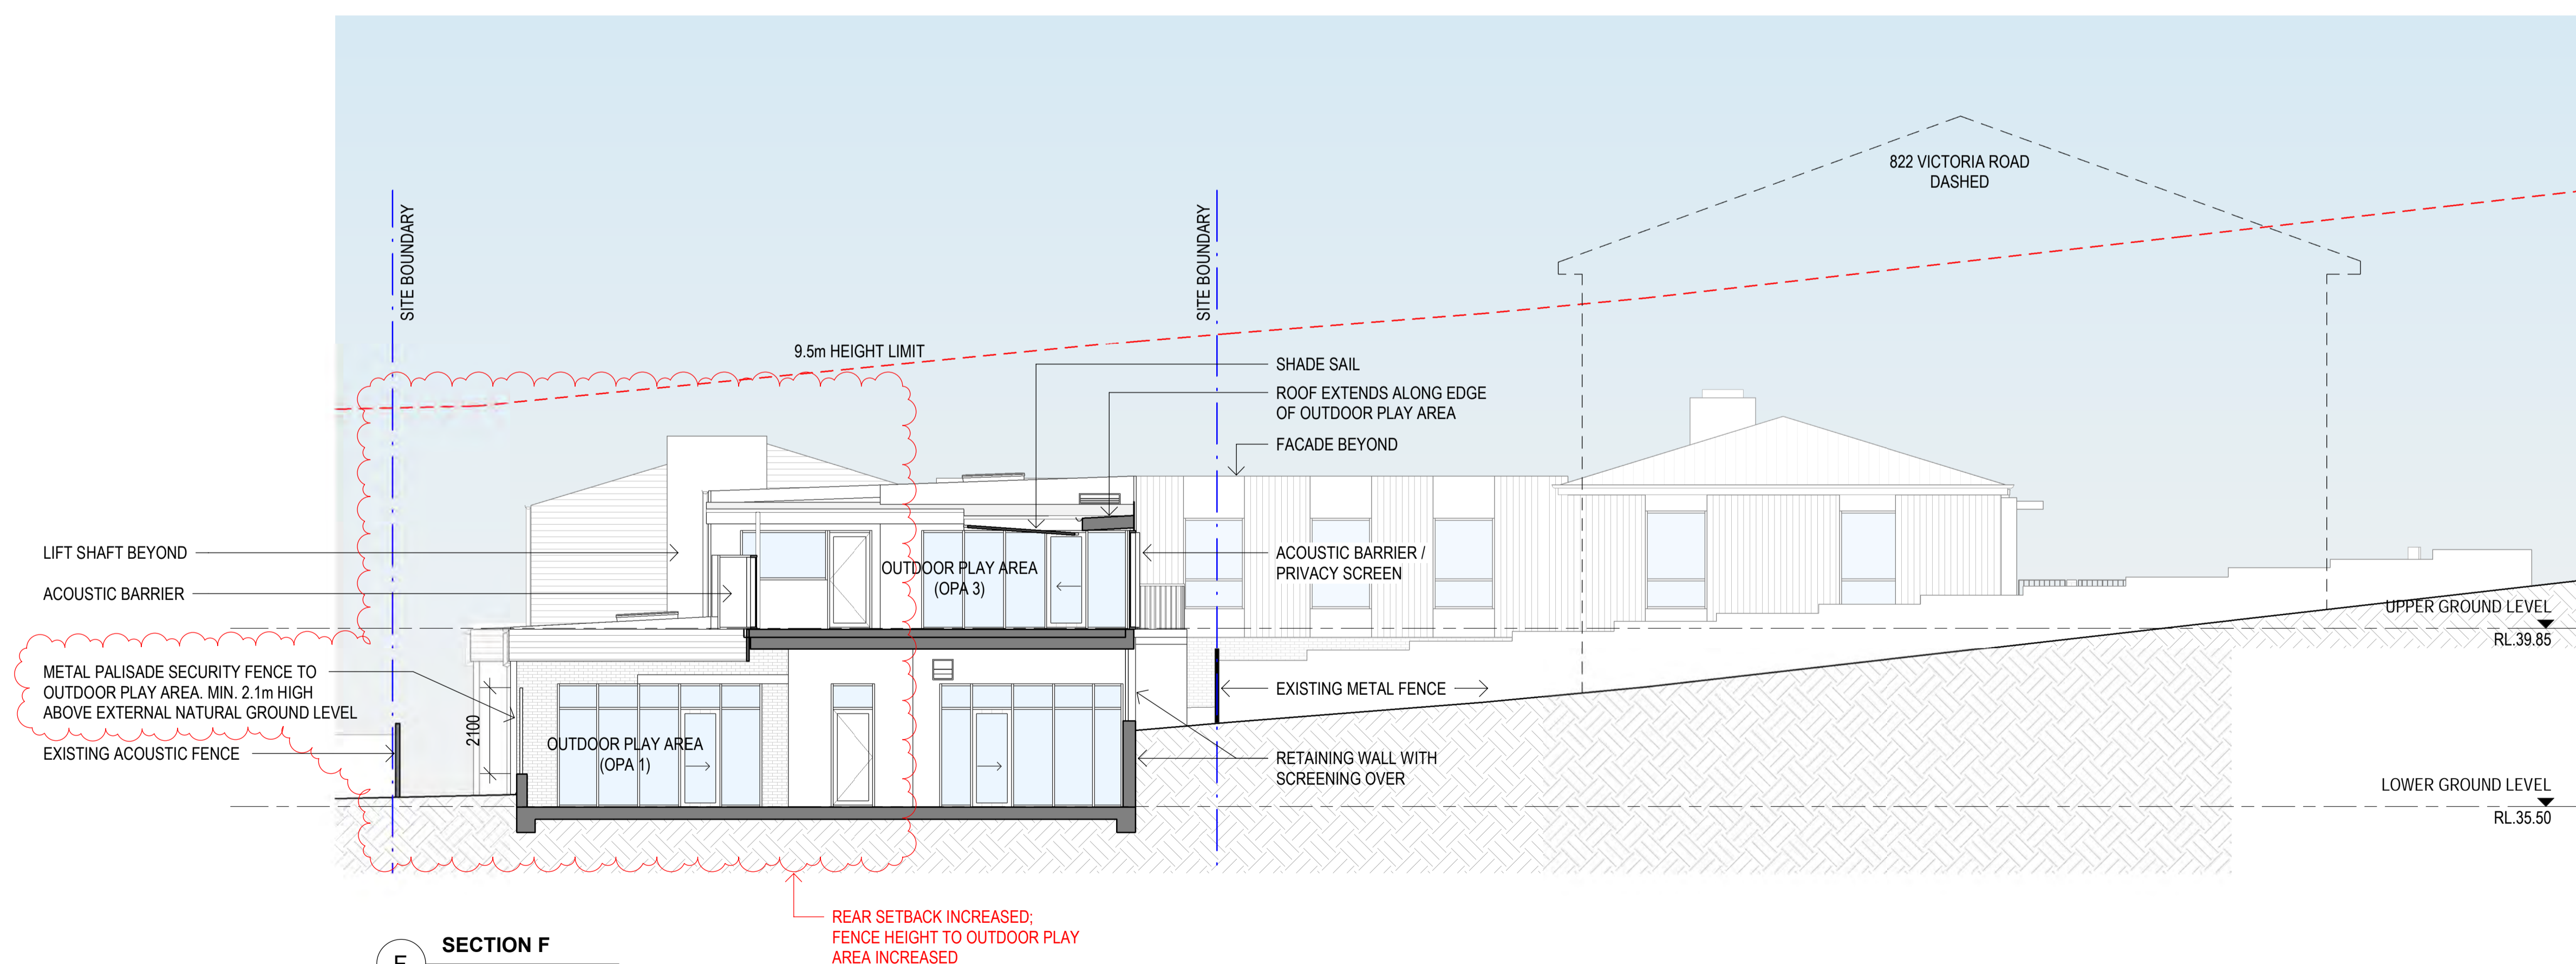 822 VICTORIA ROAD
DASHED
SITE BOUNDARY
SITE BOUNDARY
9.5m HEIGHT LIMIT
SHADE SAIL
ROOF EXTENDS ALONG EDGE
OF OUTDOOR PLAY AREA
FACADE BEYOND
LIFT SHAFT BEYOND
ACOUSTIC BARRIER
OUTDOOR PLAY AREA
(OPA 3)
ACOUSTIC BARRIER /
PRIVACY SCREEN
UPPER GROUND LEVEL
RL.39.85
METAL PALISADE SECURITY FENCE TO
OUTDOOR PLAY AREA. MIN. 2.1m HIGH
ABOVE EXTERNAL NATURAL GROUND LEVEL
EXISTING METAL FENCE
2100
EXISTING ACOUSTIC FENCE
OUTDOOR PLAY AREA
(OPA 1)
RETAINING WALL WITH
SCREENING OVER
LOWER GROUND LEVEL
RL.35.50
REAR SETBACK INCREASED;
FENCE HEIGHT TO OUTDOOR PLAY
AREA INCREASED
SECTION F